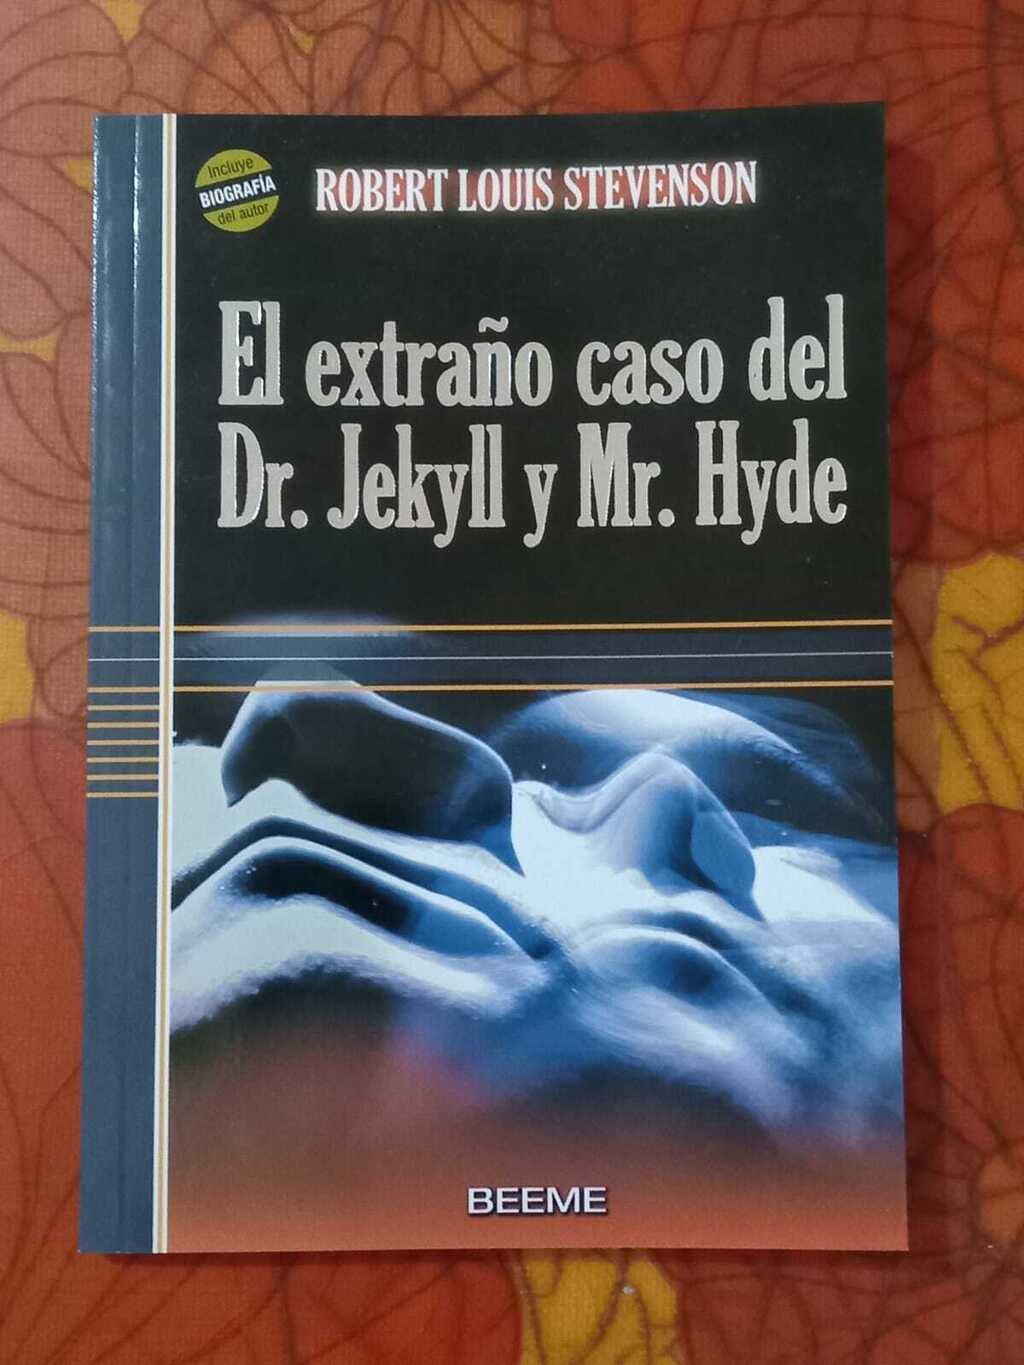 Incluye
BIOGRAFÍA
del autor
ROBERT LOUIS STEVENSON
El extraño caso del
Dr. Jekyll y Mr. Hyde
BEEME